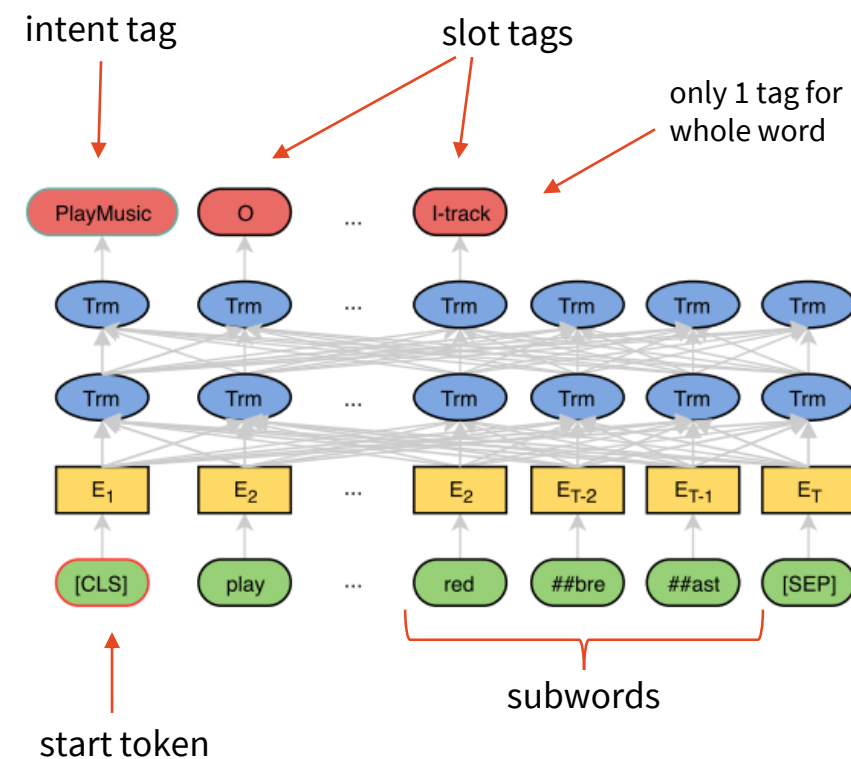 intent tag
slot tags
only 1 tag for
whole word
PlayMusic O ... I-track
Trm Trm ... Trm Trm Trm Trm
Trm Trm ... Trm Trm Trm Trm
E1 E2 ... E2 ET-2 ET-1 ET
[CLS] play ... red ##bre ##ast [SEP]
subwords
start token